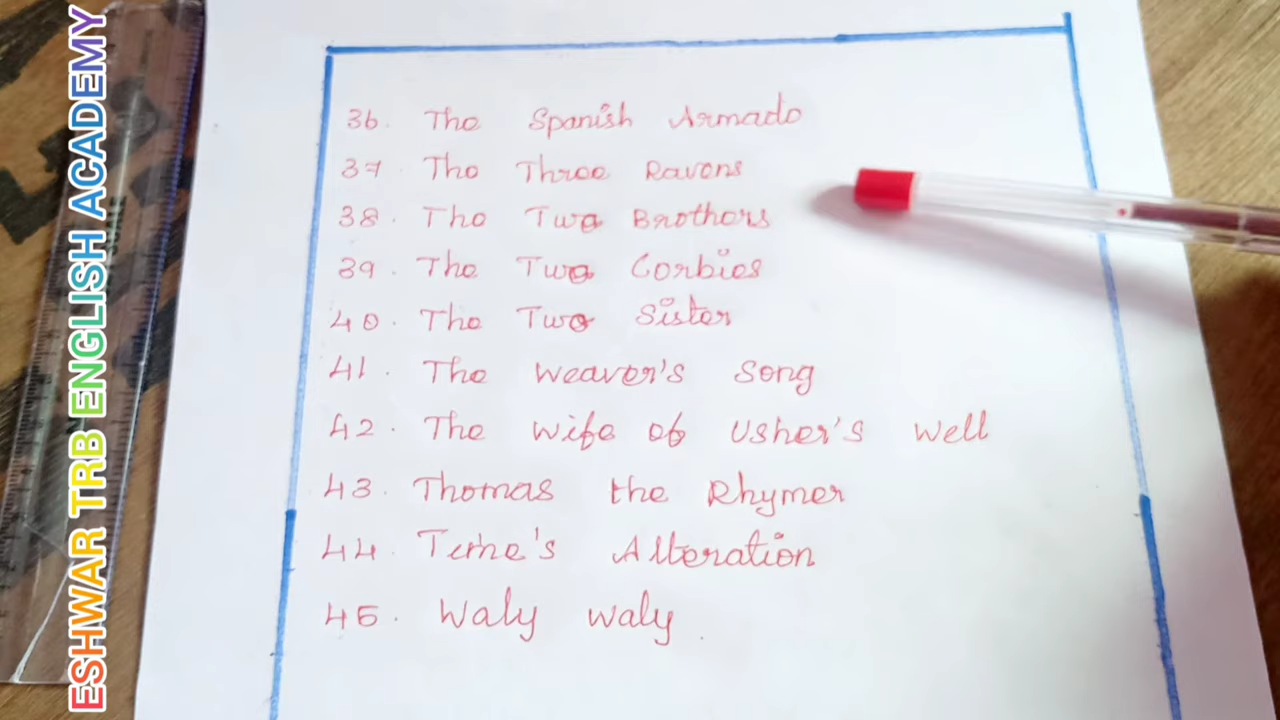 ESHWAR TRB ENGLISH ACADEMY
36. The Spanish Armado
37. The Three Ravens
38. The Two Brothers
39. The Two Corbies
40. The Two Sister
41. The Weaver's Song
42. The Wife of Usher's Well
43. Thomas the Rhymer
44. Time's Alteration
45. Waly Waly.